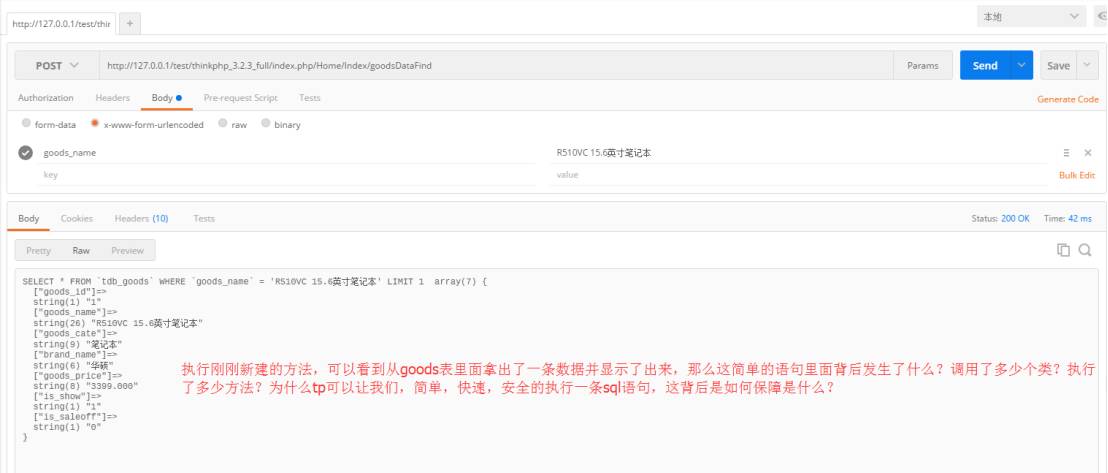 http://127.0.0.1/test/thin
+
本地
POST
http://127.0.0.1/test/thinkphp_3.2.3_full/index.php/Home/Index/goodsDataFind
Params
Send
Save
Authorization
Headers
Body
Pre-request Script
Tests
Generate Code
form-data
x-www-form-urlencoded
raw
binary
goods_name
R510VC 15.6英寸笔记本
key
value
Bulk Edit
Body
Cookies
Headers (10)
Tests
Status: 200 OK
Time: 42 ms
Pretty
Raw
Preview
SELECT * FROM `tdb_goods` WHERE `goods_name` = 'R510VC 15.6英寸笔记本' LIMIT 1  array(7) {
["goods_id"]=>
string(1) "1"
["goods_name"]=>
string(26) "R510VC 15.6英寸笔记本"
["goods_cate"]=>
string(9) "笔记本"
["brand_name"]=>
string(6) "华硕"
["goods_price"]=>
string(8) "3399.000"
["is_show"]=>
string(1) "1"
["is_saleoff"]=>
string(1) "0"
}
执行刚刚新建的方法，可以看到从goods表里面拿出了一条数据并显示了出来，那么这简单的语句里面背后发生了什么？调用了多少个类？执行
了多少方法？为什么tp可以让我们，简单，快速，安全的执行一条sql语句，这背后是如何保障是什么？